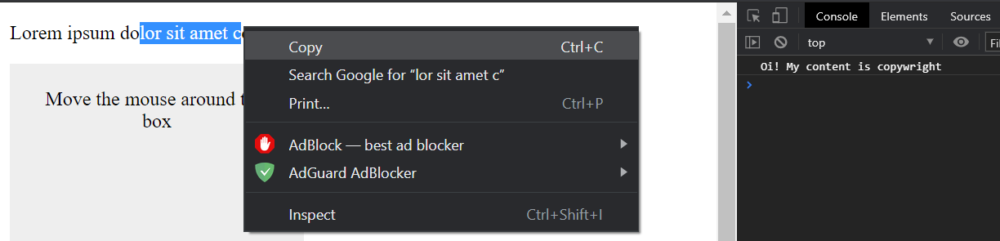 Lorem ipsum dolor sit amet c
Move the mouse around t
box
Copy Ctrl+C
Search Google for “lor sit amet c”
Print... Ctrl+P
AdBlock — best ad blocker
AdGuard AdBlocker
Inspect Ctrl+Shift+I
Console Elements Sources
top Fi
Oi! My content is copywright